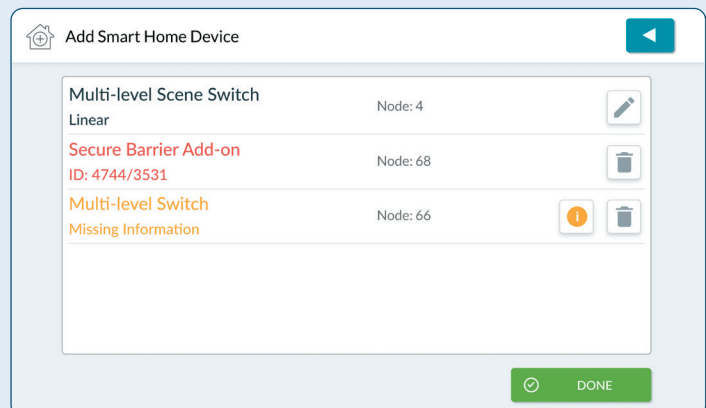 Add Smart Home Device
Multi-level Scene Switch
Linear
Node: 4
Secure Barrier Add-on
ID: 4744/3531
Node: 68
Multi-level Switch
Missing Information
Node: 66
i
DONE